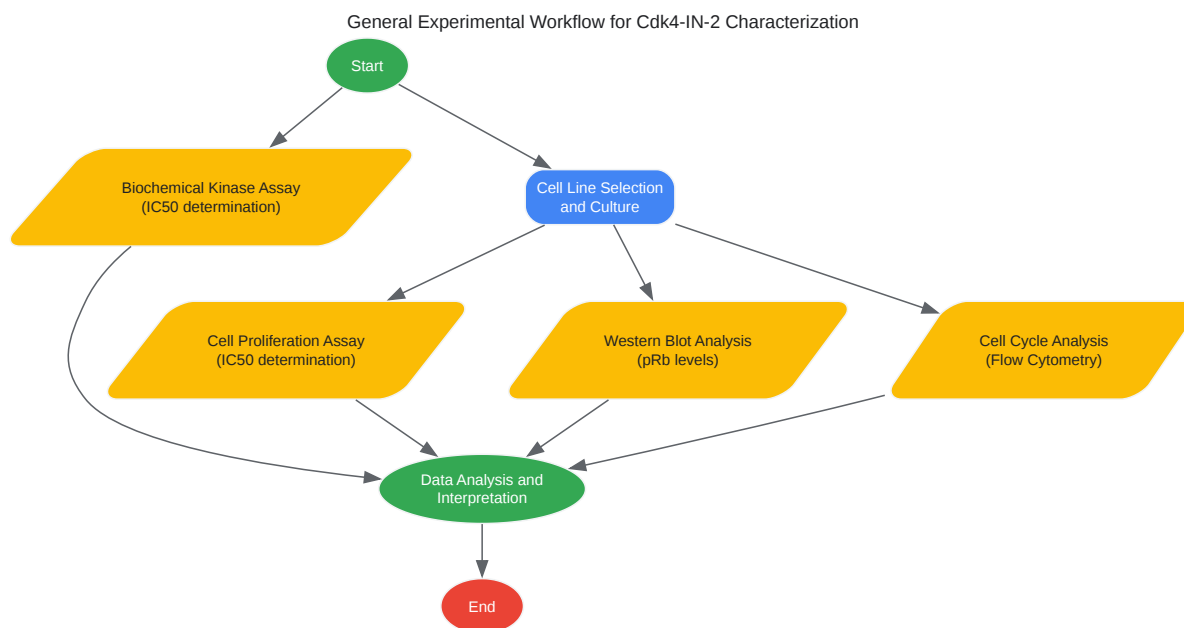 General Experimental Workflow for Cdk4-IN-2 Characterization
Start
Biochemical Kinase Assay
(IC50 determination)
Cell Line Selection
and Culture
Cell Proliferation Assay
(IC50 determination)
Western Blot Analysis
(pRb levels)
Cell Cycle Analysis
(Flow Cytometry)
Data Analysis and
Interpretation
End